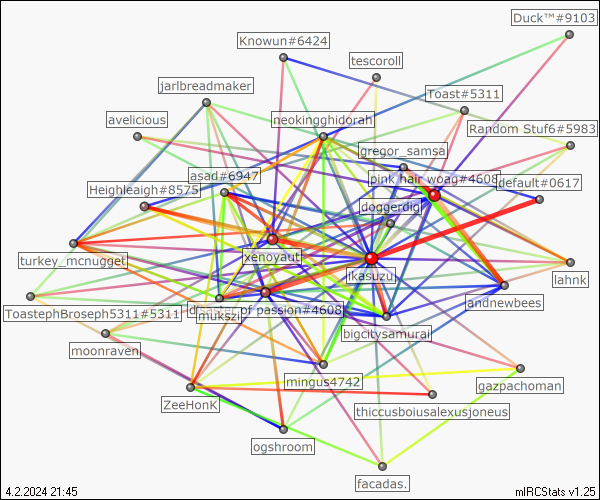 Duck™#9103
Knowun#6424
tescoroll
jarlbreadmaker
Toast#5311
avelicious
neokingghidorah
Random Stuf6#5983
gregor_samsa
asad#6947
pink hair woag#4608
Heighleaigh#8575
default#0617
doggerdig
xenoyaut
turkey_mcnugget
ikasuzu
lahnk
ToastephBroseph5311#5311
of passion#4608
andnewbees
mukszi
bigcitysamurai
moonraven
mingus4742
gazpachoman
ZeeHonK
thiccusboiusalexusjoneus
ogshroom
facadas.
4.2.2024 21:45
mIRCStats v1.25